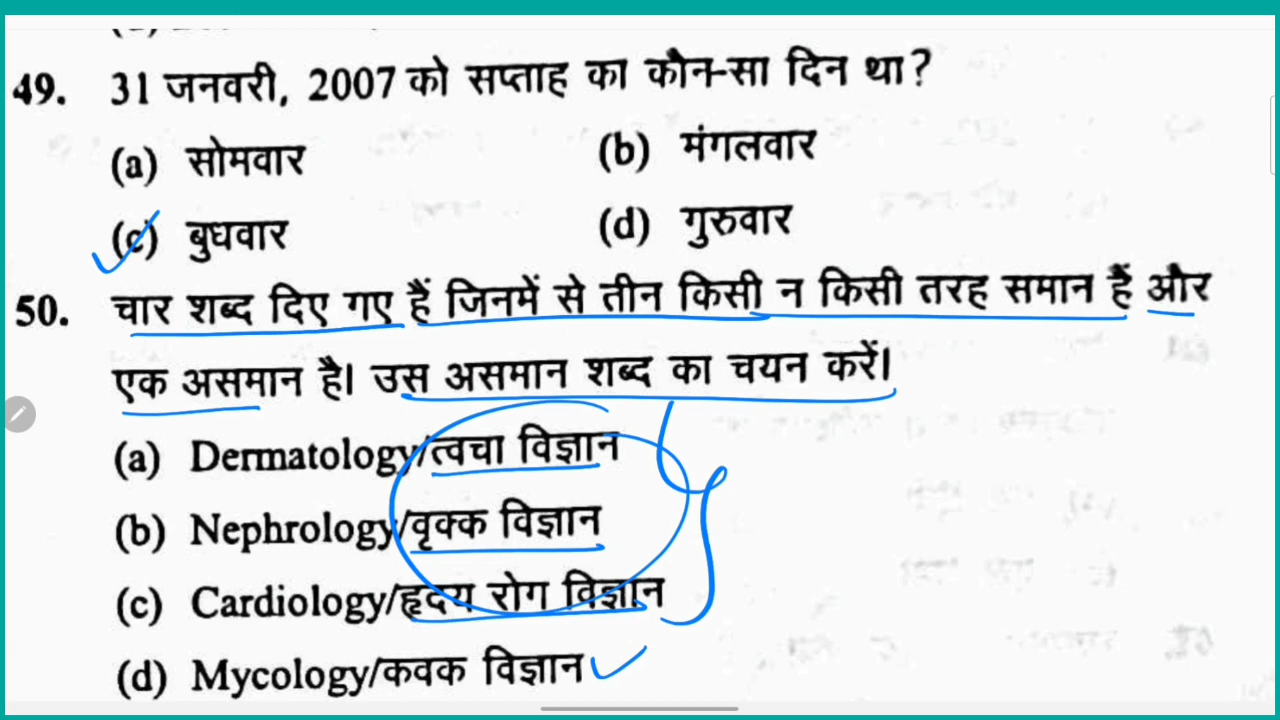 49. 31 जनवरी, 2007 को सप्ताह का कौन-सा दिन था?
(a) सोमवार (b) मंगलवार
(c) बुधवार (d) गुरुवार
50. चार शब्द दिए गए हैं जिनमें से तीन किसी न किसी तरह समान हैं और
एक असमान है। उस असमान शब्द का चयन करें।
(a) Dermatology/त्वचा विज्ञान
(b) Nephrology/वृक्क विज्ञान
(c) Cardiology/हृदय रोग विज्ञान
(d) Mycology/कवक विज्ञान